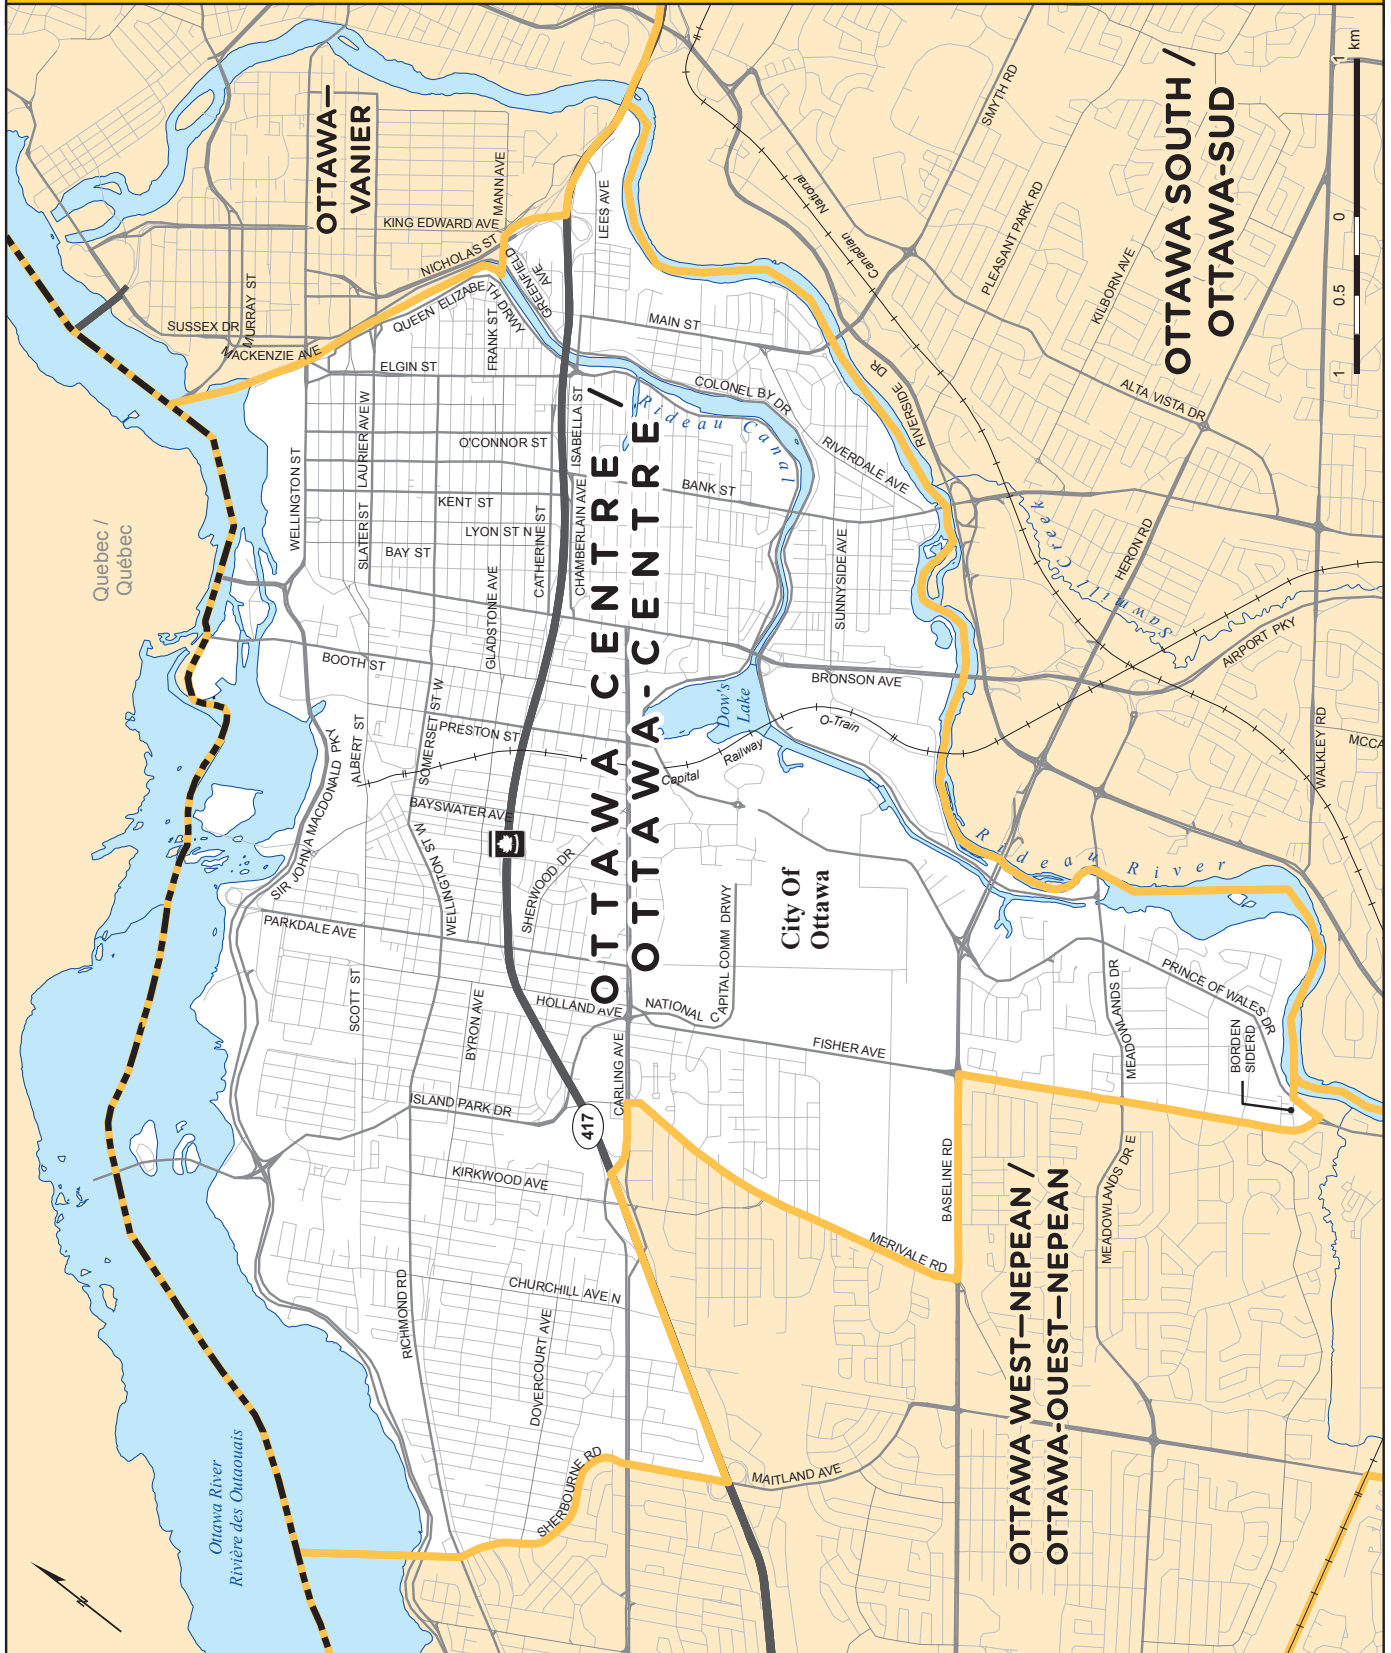 OTTAWA—
VANIER
OTTAWA SOUTH /
OTTAWA-SUD
OTTAWA CENTRE /
OTTAWA-CENTRE
OTTAWA WEST—NEPEAN /
OTTAWA-OUEST—NEPEAN
Quebec /
Québec
City Of
Ottawa
Ottawa River
Rivière des Outaouais
Rideau Canal
Dow's
Lake
Rideau River
Sawmill Creek
SMYTH RD
PLEASANT PARK RD
KILBORN AVE
ALTA VISTA DR
HERON RD
AIRPORT PKY
WALKLEY RD
MCCA
RIVERSIDE DR
Canadian National
O-Train
Capital Railway
KING EDWARD AVE
MANN AVE
NICHOLAS ST
GREENFIELD
AVE
LEES AVE
SUSSEX DR
MURRAY ST
MACKENZIE AVE
QUEEN ELIZABETH DRWY
FRANK ST
MAIN ST
ELGIN ST
COLONEL BY DR
LAURIER AVE W
ISABELLA ST
O'CONNOR ST
WELLINGTON ST
SLATER ST
KENT ST
LYON ST N
BAY ST
CATHERINE ST
CHAMBERLAIN AVE
BANK ST
RIVERDALE AVE
SUNNYSIDE AVE
GLADSTONE AVE
BOOTH ST
BRONSON AVE
SOMERSET ST W
PRESTON ST
ALBERT ST
SIR JOHN A MACDONALD PKY
BAYSWATER AVE
WELLINGTON ST W
SHERWOOD DR
PARKDALE AVE
SCOTT ST
BYRON AVE
HOLLAND AVE
NATIONAL CAPITAL COMM DRWY
CARLING AVE
FISHER AVE
MEADOWLANDS DR
PRINCE OF WALES DR
BORDEN
SIDERD
ISLAND PARK DR
417
KIRKWOOD AVE
BASELINE RD
MEADOWLANDS DR E
MERIVALE RD
RICHMOND RD
CHURCHILL AVE N
DOVERCOURT AVE
SHERBOURNE RD
MAITLAND AVE
N
1 0.5 0 1 km